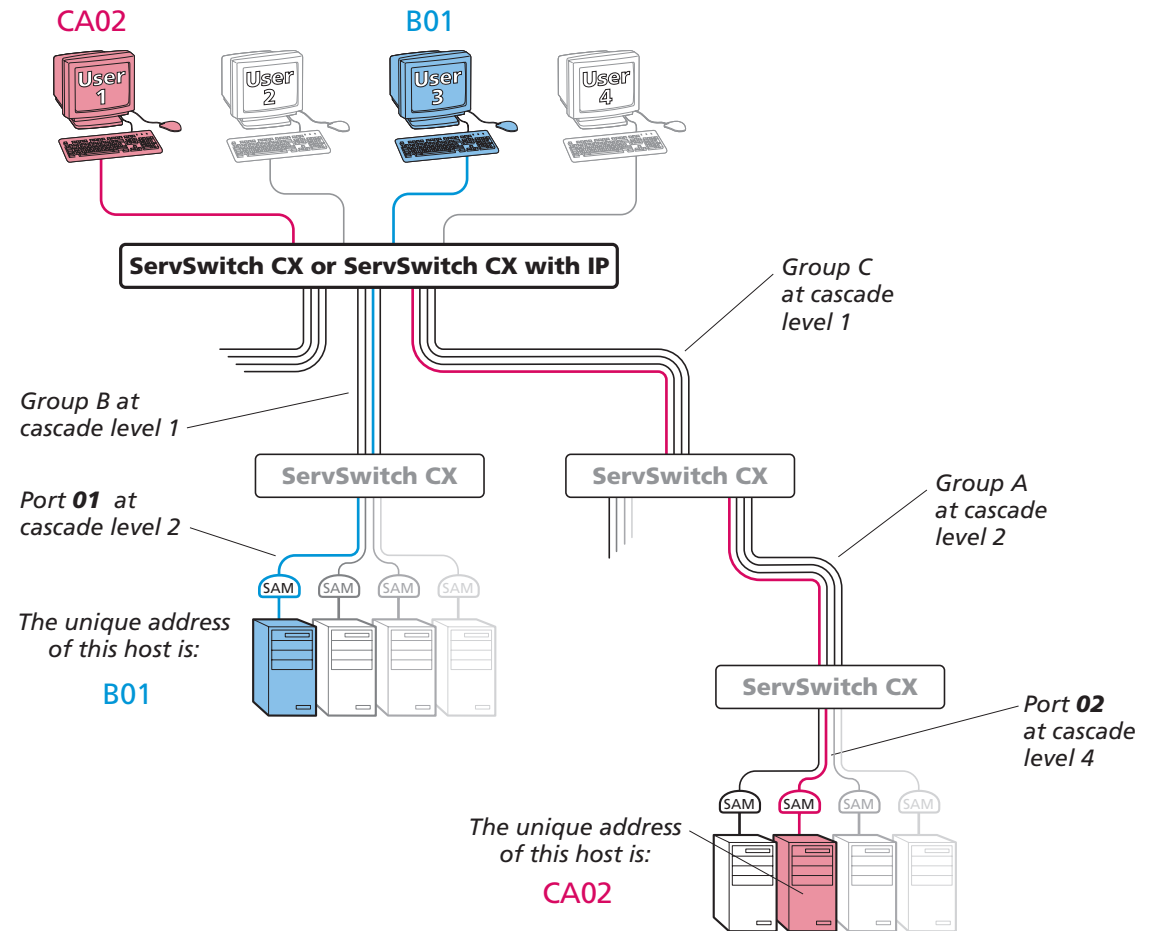 CA02
B01
User
1
User
2
User
3
User
4
ServSwitch CX or ServSwitch CX with IP
Group C
at cascade
level 1
Group B at
cascade level 1
ServSwitch CX
ServSwitch CX
Port 01 at
cascade level 2
Group A
at cascade
level 2
SAM
SAM
SAM
SAM
The unique address
of this host is:
B01
ServSwitch CX
Port 02
at cascade
level 4
SAM
SAM
SAM
SAM
The unique address
of this host is:
CA02